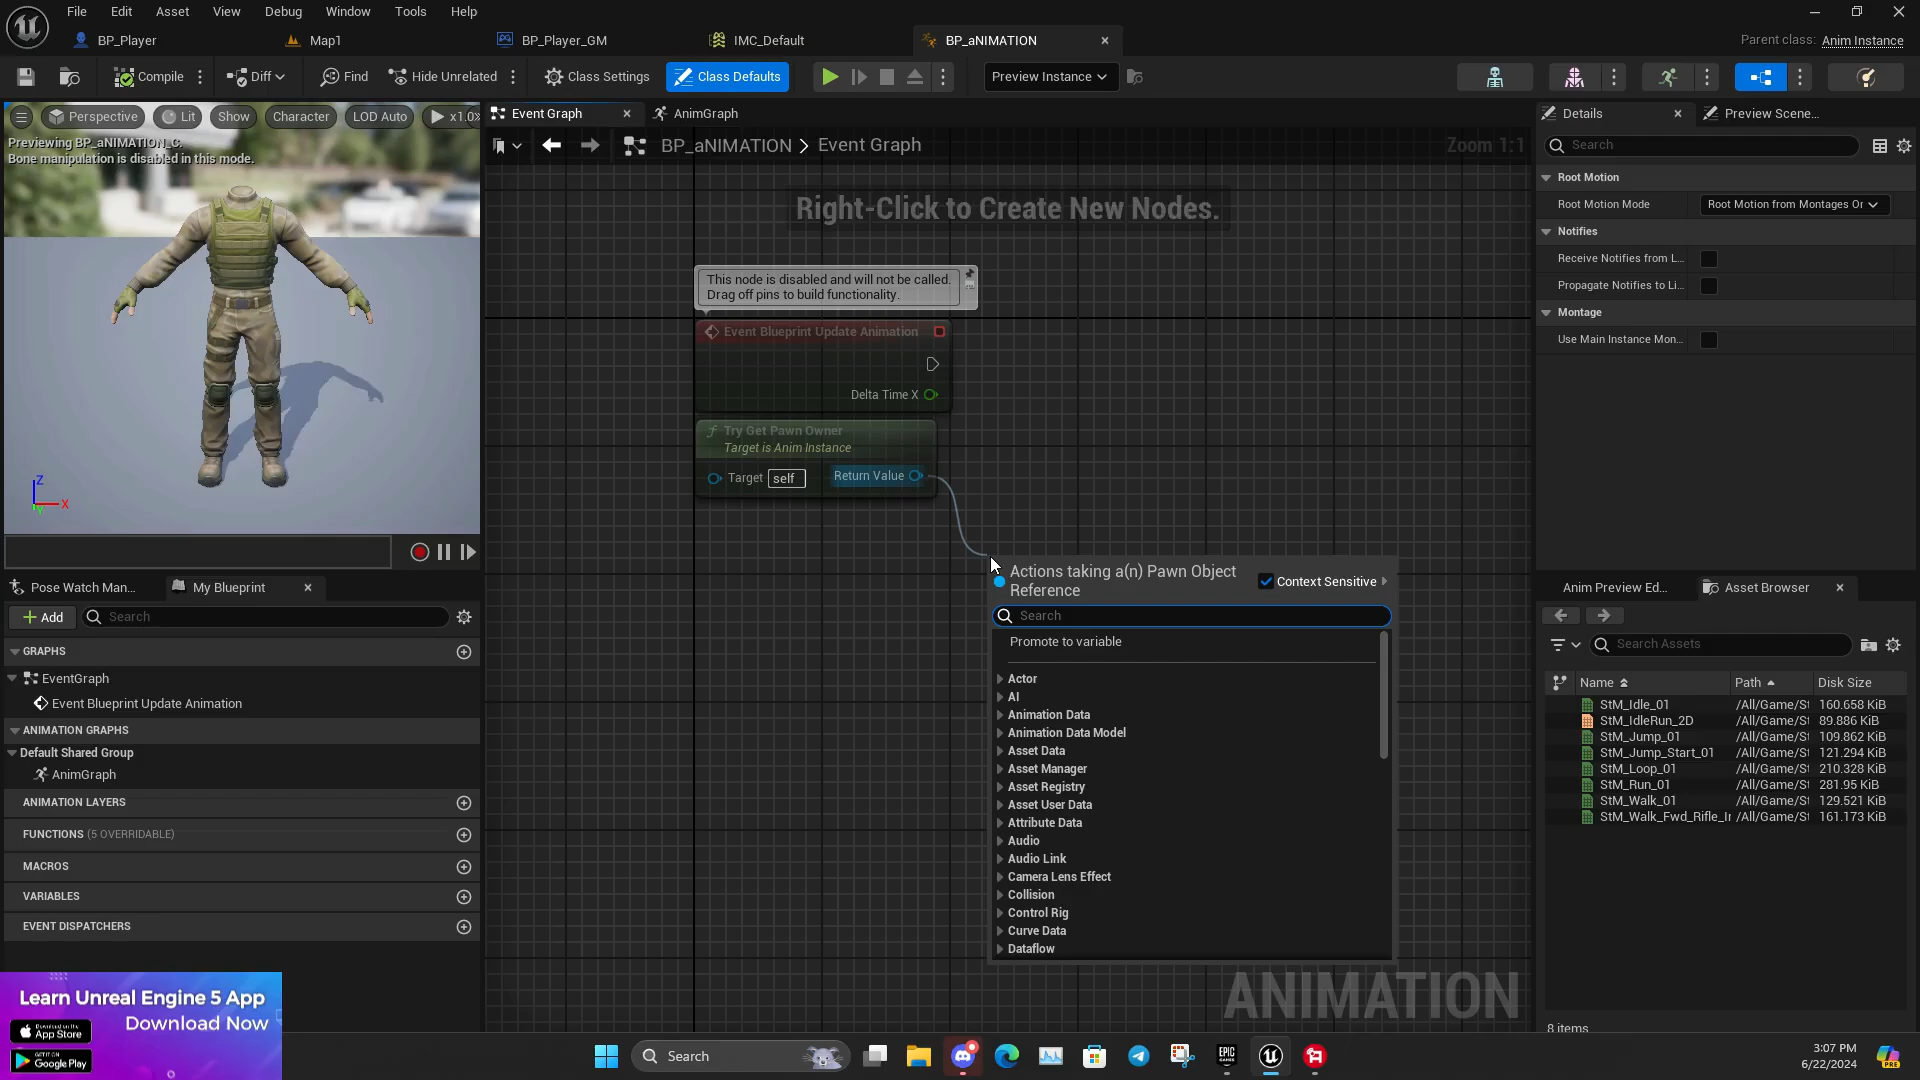 File Edit Asset View Debug Window Tools Help
BP_Player Map1 BP_Player_GM IMC_Default BP_aNIMATION
Parent class: Anim Instance
Compile Diff Find Hide Unrelated Class Settings Class Defaults Preview Instance
Perspective Lit Show Character LOD Auto x1.0
Previewing BP_aNIMATION_C.
Bone manipulation is disabled in this mode.
Z
X
Y
Pose Watch Man... My Blueprint
Add Search
GRAPHS
EventGraph
Event Blueprint Update Animation
ANIMATION GRAPHS
Default Shared Group
AnimGraph
ANIMATION LAYERS
FUNCTIONS (5 OVERRIDABLE)
MACROS
VARIABLES
EVENT DISPATCHERS
Learn Unreal Engine 5 App
Download Now
Download on the
App Store
GET IT ON
Google Play
Event Graph AnimGraph
BP_aNIMATION > Event Graph
Zoom 1:1
Right-Click to Create New Nodes.
This node is disabled and will not be called.
Drag off pins to build functionality.
Event Blueprint Update Animation
Delta Time X
Try Get Pawn Owner
Target is Anim Instance
Target self Return Value
Actions taking a(n) Pawn Object
Reference
Context Sensitive
Search
Promote to variable
Actor
AI
Animation Data
Animation Data Model
Asset Data
Asset Manager
Asset Registry
Asset User Data
Attribute Data
Audio
Audio Link
Camera Lens Effect
Collision
Control Rig
Curve Data
Dataflow
ANIMATION
Details Preview Scene...
Search
Root Motion
Root Motion Mode Root Motion from Montages Or
Notifies
Receive Notifies from L...
Propagate Notifies to Li...
Montage
Use Main Instance Mon...
Anim Preview Ed... Asset Browser
Search Assets
Name Path Disk Size
StM_Idle_01 /All/Game/St 160.658 KiB
StM_IdleRun_2D /All/Game/St 89.886 KiB
StM_Jump_01 /All/Game/St 109.862 KiB
StM_Jump_Start_01 /All/Game/St 121.294 KiB
StM_Loop_01 /All/Game/St 210.328 KiB
StM_Run_01 /All/Game/St 281.95 KiB
StM_Walk_01 /All/Game/St 129.521 KiB
StM_Walk_Fwd_Rifle_Ir /All/Game/St 161.173 KiB
8 items
Search
EPIC
GAMES
3:07 PM
6/22/2024
PRE